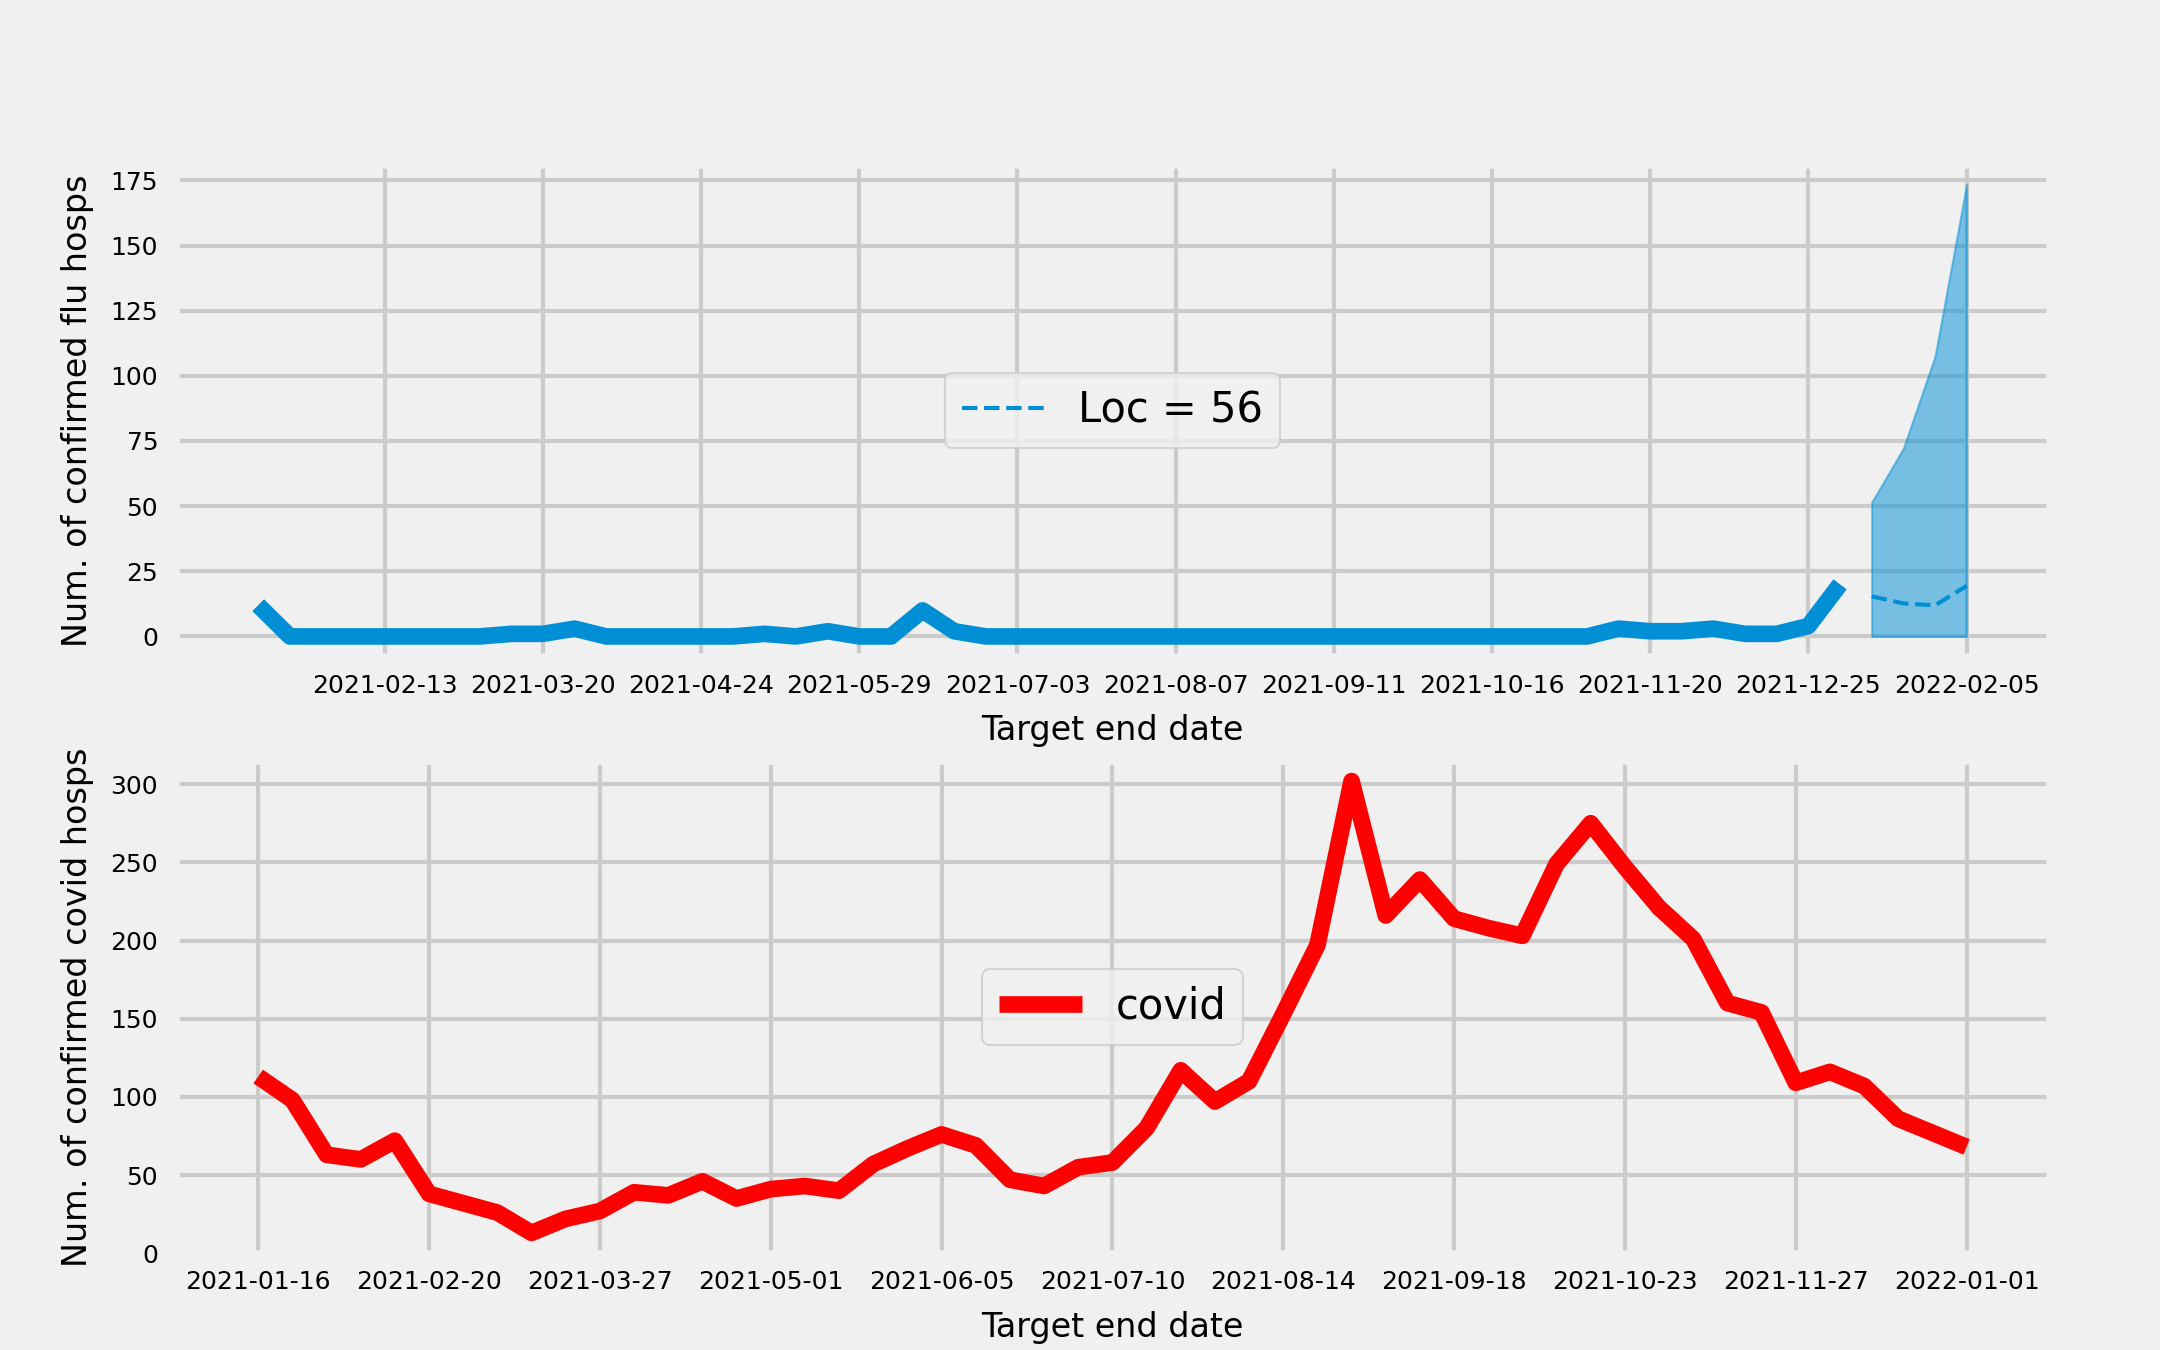 Num. of confirmed flu hosps
175
150
125
100
75
50
25
0
Loc = 56
2021-02-13 2021-03-20 2021-04-24 2021-05-29 2021-07-03 2021-08-07 2021-09-11 2021-10-16 2021-11-20 2021-12-25 2022-02-05
Target end date
Num. of confirmed covid hosps
300
250
200
150
100
50
0
covid
2021-01-16 2021-02-20 2021-03-27 2021-05-01 2021-06-05 2021-07-10 2021-08-14 2021-09-18 2021-10-23 2021-11-27 2022-01-01
Target end date